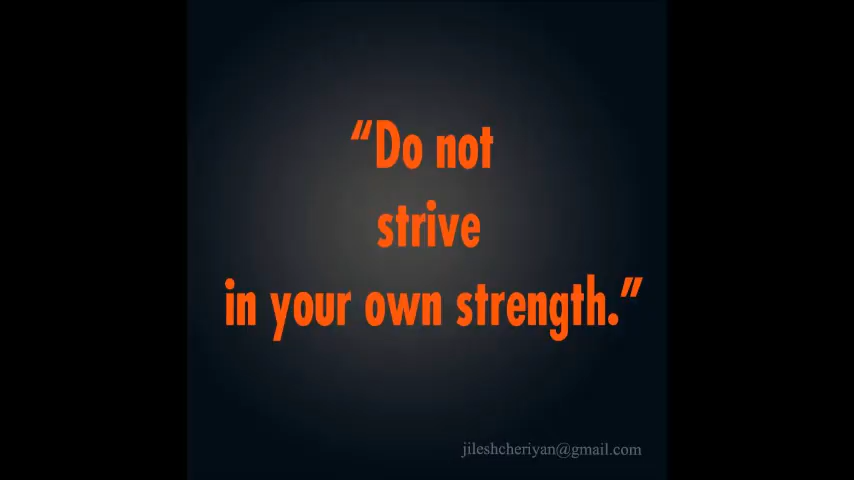 “Do not
strive
in your own strength.”
jileshcheriyan@gmail.com